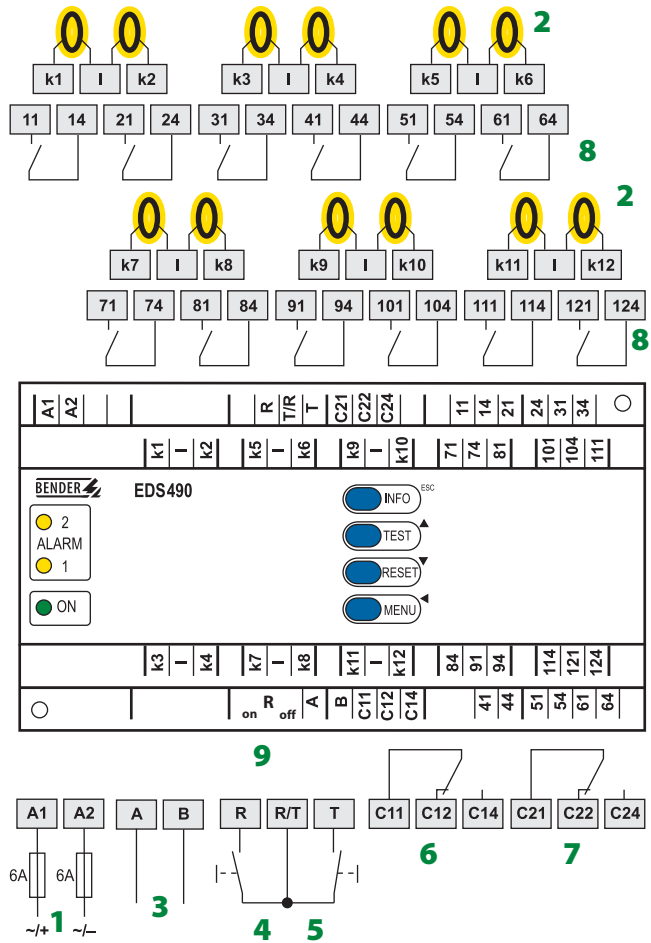 2
k1 I k2 k3 I k4 k5 I k6
11 14 21 24 31 34 41 44 51 54 61 64
8
2
k7 I k8 k9 I k10 k11 I k12
71 74 81 84 91 94 101 104 111 114 121 124
8
A1 A2 R T/R T C21 C22 C24 11 14 21 24 31 34
k1 I k2 k5 I k6 k9 I k10 71 74 81 101 104 111
BENDER EDS490
INFO ESC
2
ALARM
1
TEST
RESET
ON
MENU
k3 I k4 k7 I k8 k11 I k12 84 91 94 114 121 124
on R off A B C11 C12 C14 41 44 51 54 61 64
9
A1 A2 A B R R/T T C11 C12 C14 C21 C22 C24
6 7
6A 6A
1 3
~/+ ~/–
4 5